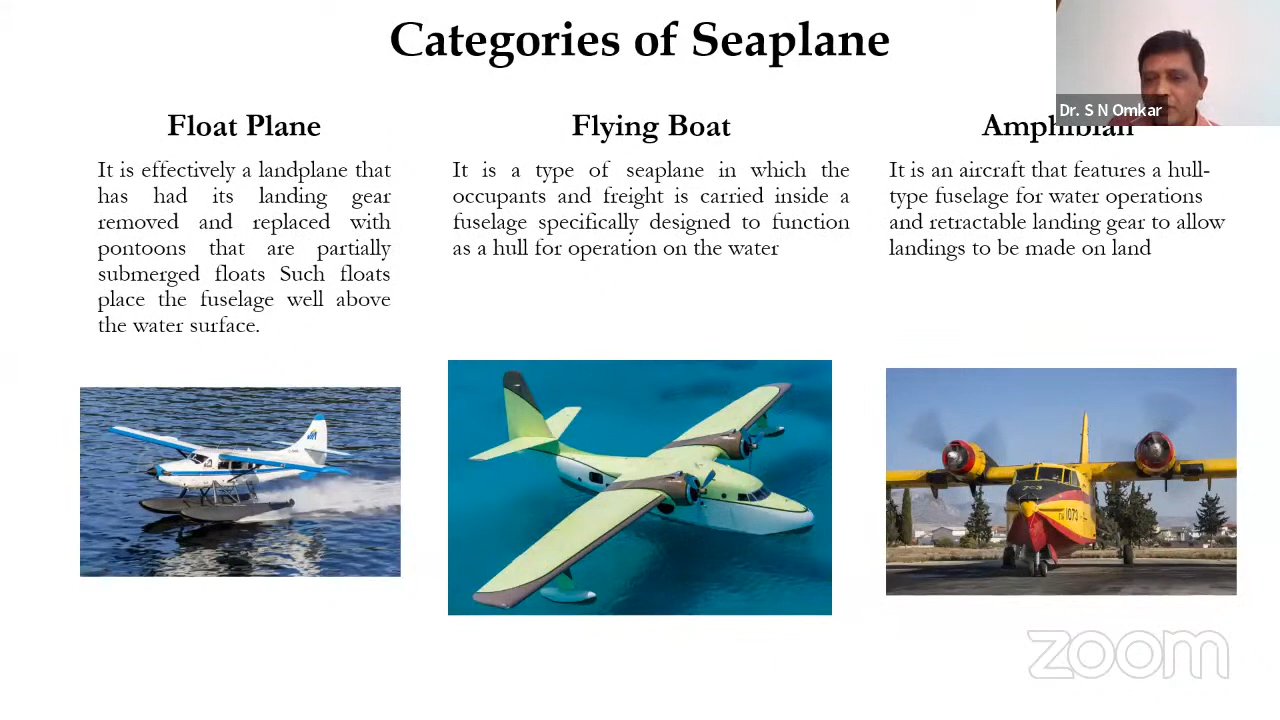 Categories of Seaplane
Dr. S N Omkar
Float Plane
It is effectively a landplane that
has had its landing gear
removed and replaced with
pontoons that are partially
submerged floats Such floats
place the fuselage well above
the water surface.
Flying Boat
It is a type of seaplane in which the
occupants and freight is carried inside a
fuselage specifically designed to function
as a hull for operation on the water
Amphibian
It is an aircraft that features a hull-
type fuselage for water operations
and retractable landing gear to allow
landings to be made on land
1073
zoom